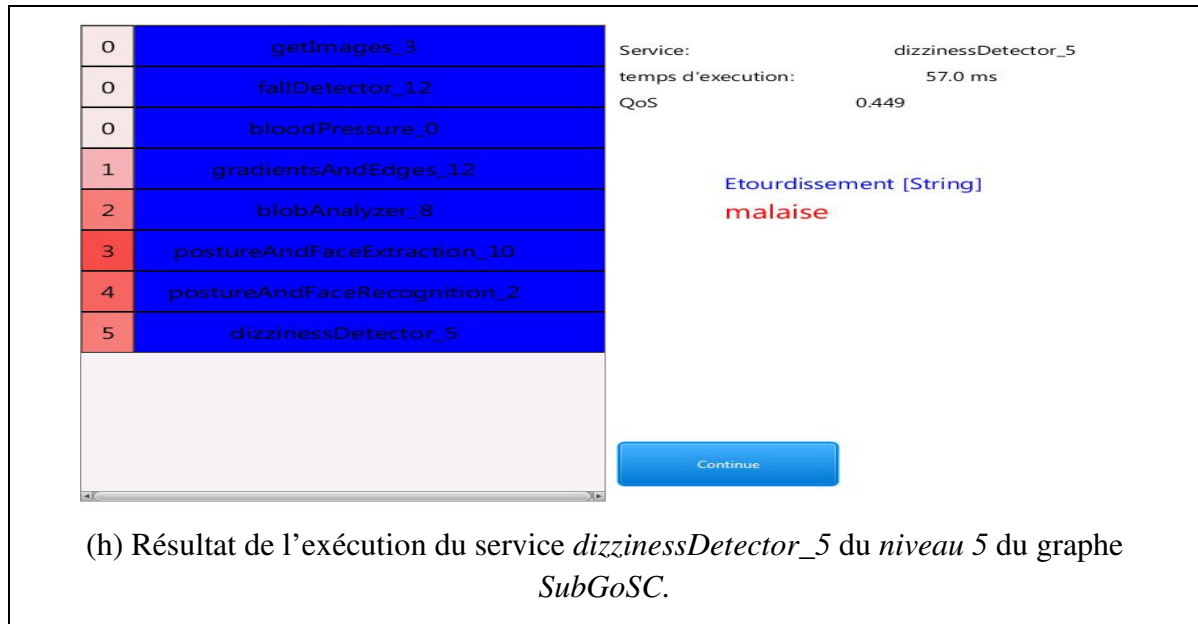 0 getImages_3
0 fallDetector_12
0 bloodPressure_0
1 gradientsAndEdges_12
2 blobAnalyzer_8
3 postureAndFaceExtraction_10
4 postureAndFaceRecognition_2
5 dizzinessDetector_5
Service: dizzinessDetector_5
temps d'execution: 57.0 ms
QoS 0.449
Etourdissement [String]
malaise
Continue
(h) Résultat de l’exécution du service dizzinessDetector_5 du niveau 5 du graphe
SubGoSC.